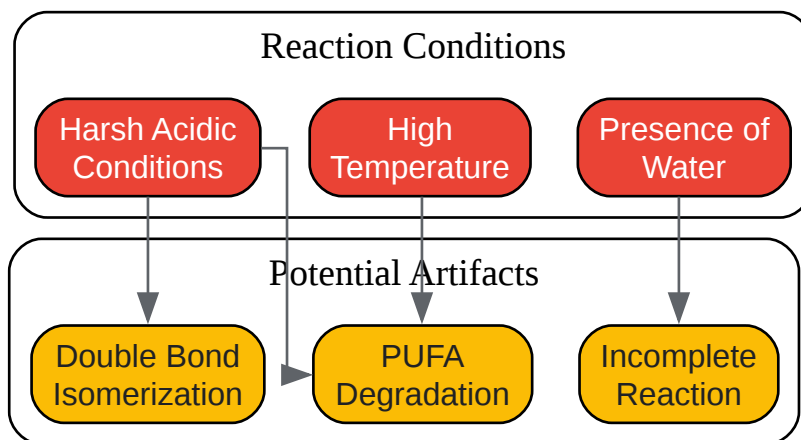 Reaction Conditions
Harsh Acidic
Conditions
High
Temperature
Presence of
Water
Potential Artifacts
Double Bond
Isomerization
PUFA
Degradation
Incomplete
Reaction